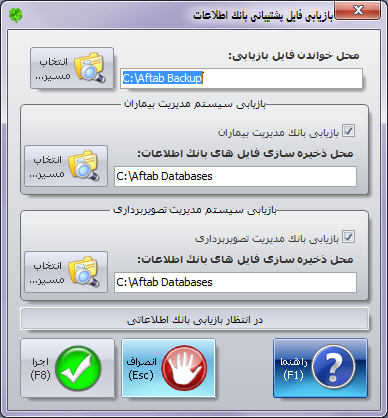 بازیابی فایل پشتیبانی بانک اطلاعات
محل خواندن فایل بازیابی:
C:\Aftab Backup
انتخاب
مسیر...
بازیابی سیستم مدیریت بیماران
بازیابی بانک مدیریت بیماران
محل ذخیره سازی فایل های بانک اطلاعات:
C:\Aftab Databases
انتخاب
مسیر...
بازیابی سیستم مدیریت تصویربرداری
بازیابی بانک مدیریت تصویربرداری
محل ذخیره سازی فایل های بانک اطلاعات:
C:\Aftab Databases
انتخاب
مسیر...
در انتظار بازیابی بانک اطلاعاتی
راهنما
(F1)
انصراف
(Esc)
اجرا
(F8)